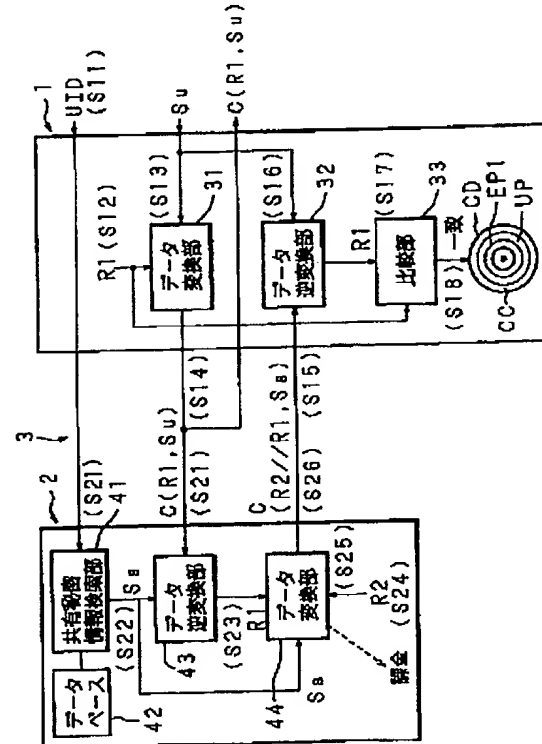 2
3
1
データ
ベース
42
共有秘密
情報検索部
41
(S21)
UID
(S11)
(S22)
Ss
R1(S12)
(S13)
Su
データ
逆変換部
43
C(R1,Su)
(S21)
(S14)
データ
変換部
31
C(R1,Su)
(S23)
R1
(S16)
データ
変換部
44
Ss
C
(R2//R1,Ss)
(S26)
(S15)
データ
逆変換部
32
(S25)
R2
(S24)
課金
R1
(S17)
比較部
33
(S18)
一致
CC
CD
EP1
UP